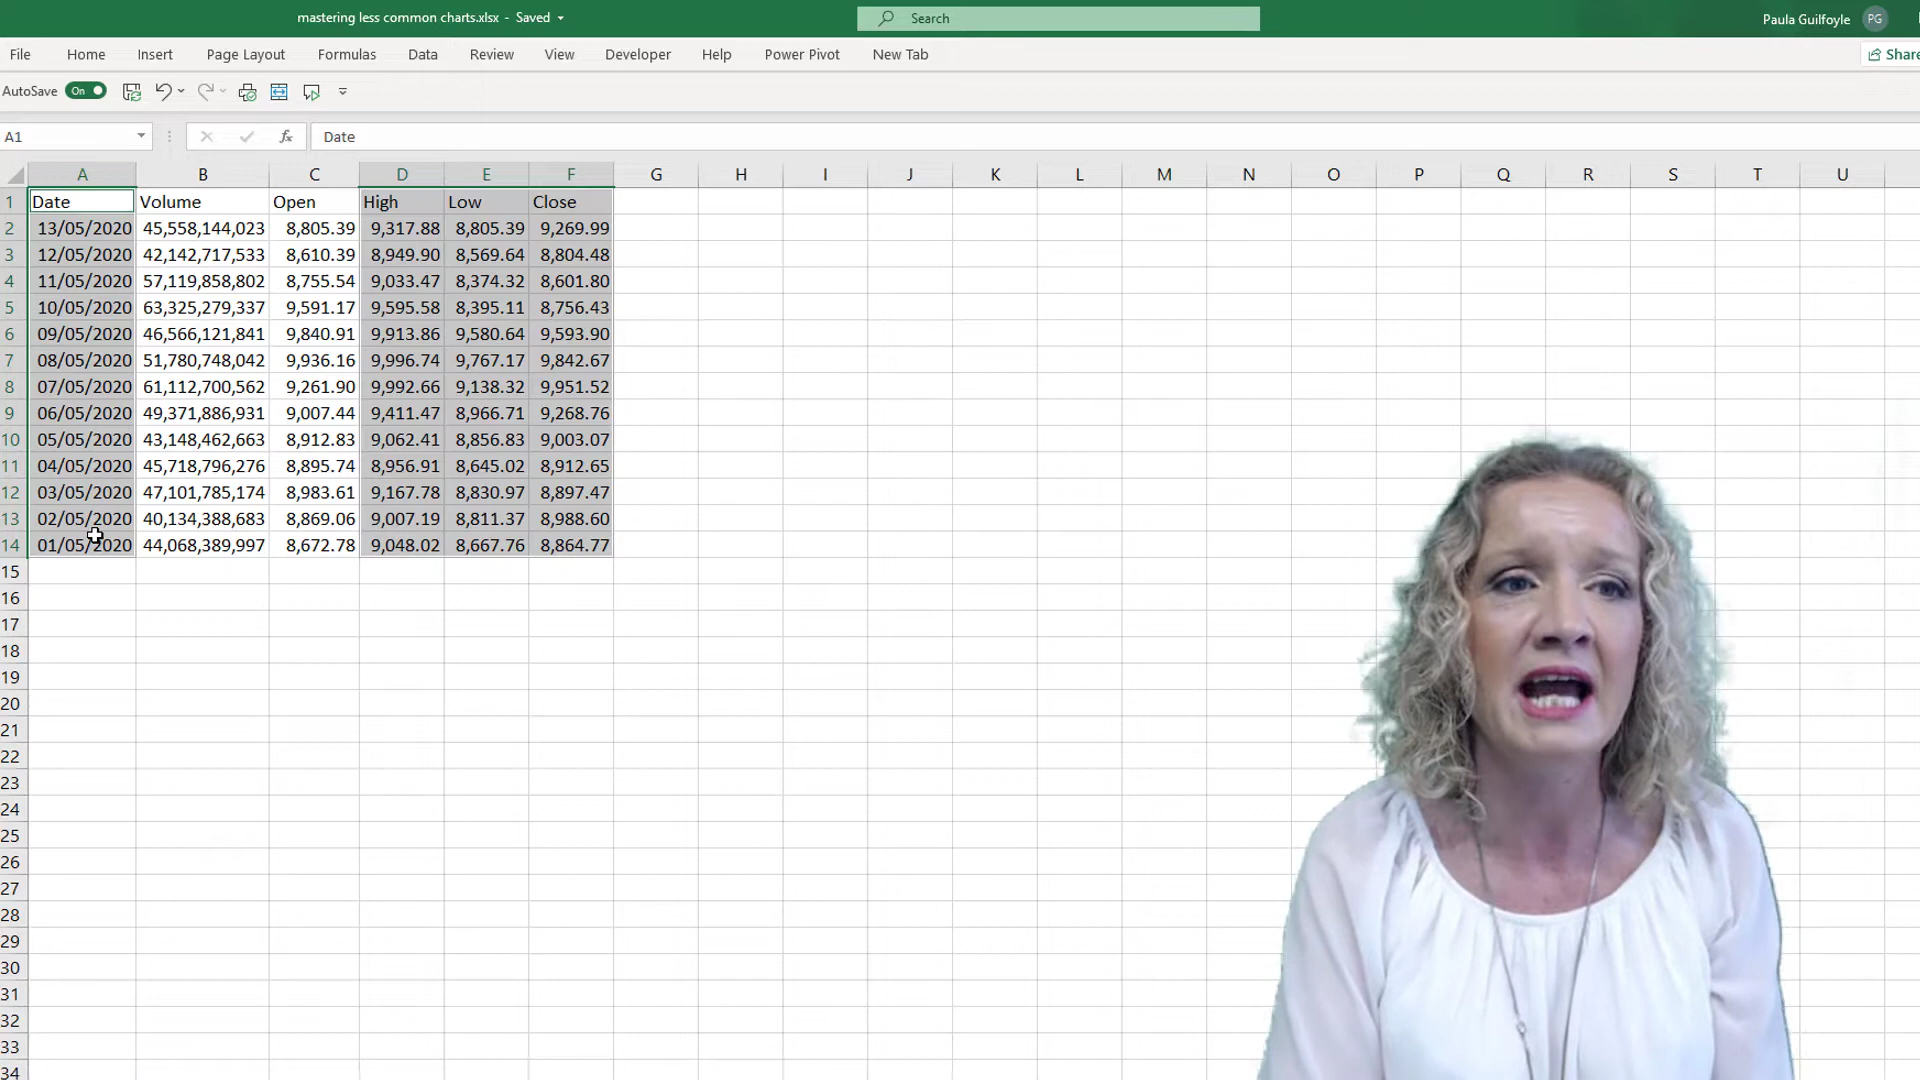 mastering less common charts.xlsx - Saved
Search
Paula Guilfoyle PG
File Home Insert Page Layout Formulas Data Review View Developer Help Power Pivot New Tab Share
AutoSave On
A1 fx Date
A B C D E F G H I J K L M N O P Q R S T U
1 Date Volume Open High Low Close
2 13/05/2020 45,558,144,023 8,805.39 9,317.88 8,805.39 9,269.99
3 12/05/2020 42,142,717,533 8,610.39 8,949.90 8,569.64 8,804.48
4 11/05/2020 57,119,858,802 8,755.54 9,033.47 8,374.32 8,601.80
5 10/05/2020 63,325,279,337 9,591.17 9,595.58 8,395.11 8,756.43
6 09/05/2020 46,566,121,841 9,840.91 9,913.86 9,580.64 9,593.90
7 08/05/2020 51,780,748,042 9,936.16 9,996.74 9,767.17 9,842.67
8 07/05/2020 61,112,700,562 9,261.90 9,992.66 9,138.32 9,951.52
9 06/05/2020 49,371,886,931 9,007.44 9,411.47 8,966.71 9,268.76
10 05/05/2020 43,148,462,663 8,912.83 9,062.41 8,856.83 9,003.07
11 04/05/2020 45,718,796,276 8,895.74 8,956.91 8,645.02 8,912.65
12 03/05/2020 47,101,785,174 8,983.61 9,167.78 8,830.97 8,897.47
13 02/05/2020 40,134,388,683 8,869.06 9,007.19 8,811.37 8,988.60
14 01/05/2020 44,068,389,997 8,672.78 9,048.02 8,667.76 8,864.77
15
16
17
18
19
20
21
22
23
24
25
26
27
28
29
30
31
32
33
34